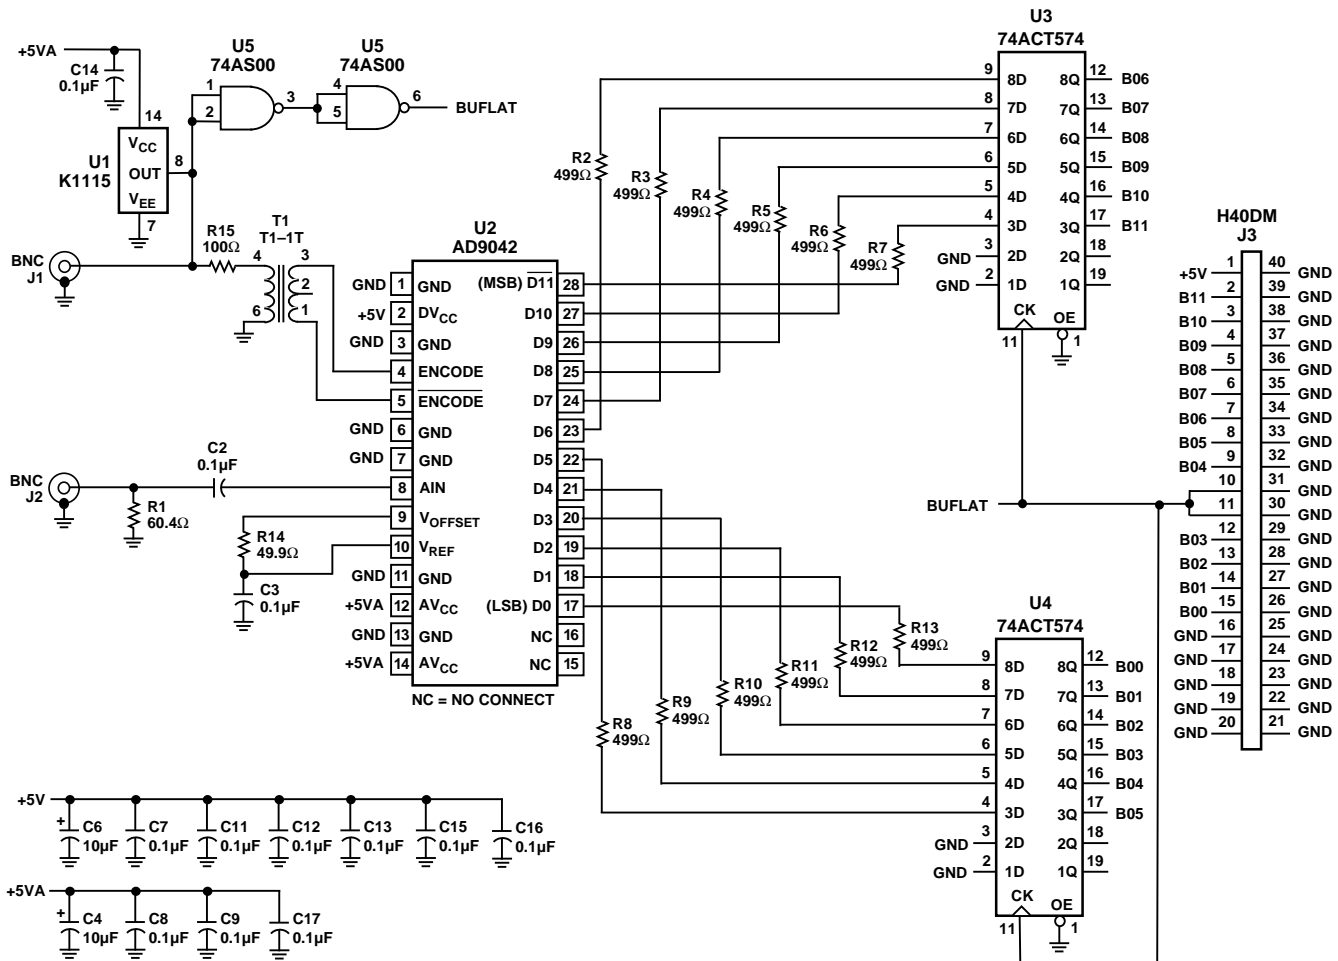 +5VA
C14
0.1µF
14
VCC
U1
K1115
OUT
8
VEE
7
U5
74AS00
1
2
3
U5
74AS00
4
5
6
BUFLAT
BNC
J1
R15
100Ω
T1
T1–1T
4
6
3
2
1
BNC
J2
R1
60.4Ω
C2
0.1µF
R14
49.9Ω
C3
0.1µF
U2
AD9042
GND 1 GND
+5V 2 DVCC
GND 3 GND
4 ENCODE
5 ENCODE
GND 6 GND
GND 7 GND
8 AIN
9 VOFFSET
10 VREF
GND 11 GND
+5VA 12 AVCC
GND 13 GND
+5VA 14 AVCC
(MSB) D11 28
D10 27
D9 26
D8 25
D7 24
D6 23
D5 22
D4 21
D3 20
D2 19
D1 18
(LSB) D0 17
NC 16
NC 15
NC = NO CONNECT
R2
499Ω
R3
499Ω
R4
499Ω
R5
499Ω
R6
499Ω
R7
499Ω
R8
499Ω
R9
499Ω
R10
499Ω
R11
499Ω
R12
499Ω
R13
499Ω
U3
74ACT574
9 8D 8Q 12 B06
8 7D 7Q 13 B07
7 6D 6Q 14 B08
6 5D 5Q 15 B09
5 4D 4Q 16 B10
4 3D 3Q 17 B11
GND 3 2D 2Q 18
GND 2 1D 1Q 19
CK OE
11 1
BUFLAT
U4
74ACT574
9 8D 8Q 12 B00
8 7D 7Q 13 B01
7 6D 6Q 14 B02
6 5D 5Q 15 B03
5 4D 4Q 16 B04
4 3D 3Q 17 B05
GND 3 2D 2Q 18
GND 2 1D 1Q 19
CK OE
11 1
H40DM
J3
+5V 1 40 GND
B11 2 39 GND
B10 3 38 GND
B09 4 37 GND
B08 5 36 GND
B07 6 35 GND
B06 7 34 GND
B05 8 33 GND
B04 9 32 GND
10 31 GND
11 30 GND
B03 12 29 GND
B02 13 28 GND
B01 14 27 GND
B00 15 26 GND
GND 16 25 GND
GND 17 24 GND
GND 18 23 GND
GND 19 22 GND
GND 20 21 GND
+5V
+ C6
10µF
C7
0.1µF
C11
0.1µF
C12
0.1µF
C13
0.1µF
C15
0.1µF
C16
0.1µF
+5VA
+ C4
10µF
C8
0.1µF
C9
0.1µF
C17
0.1µF